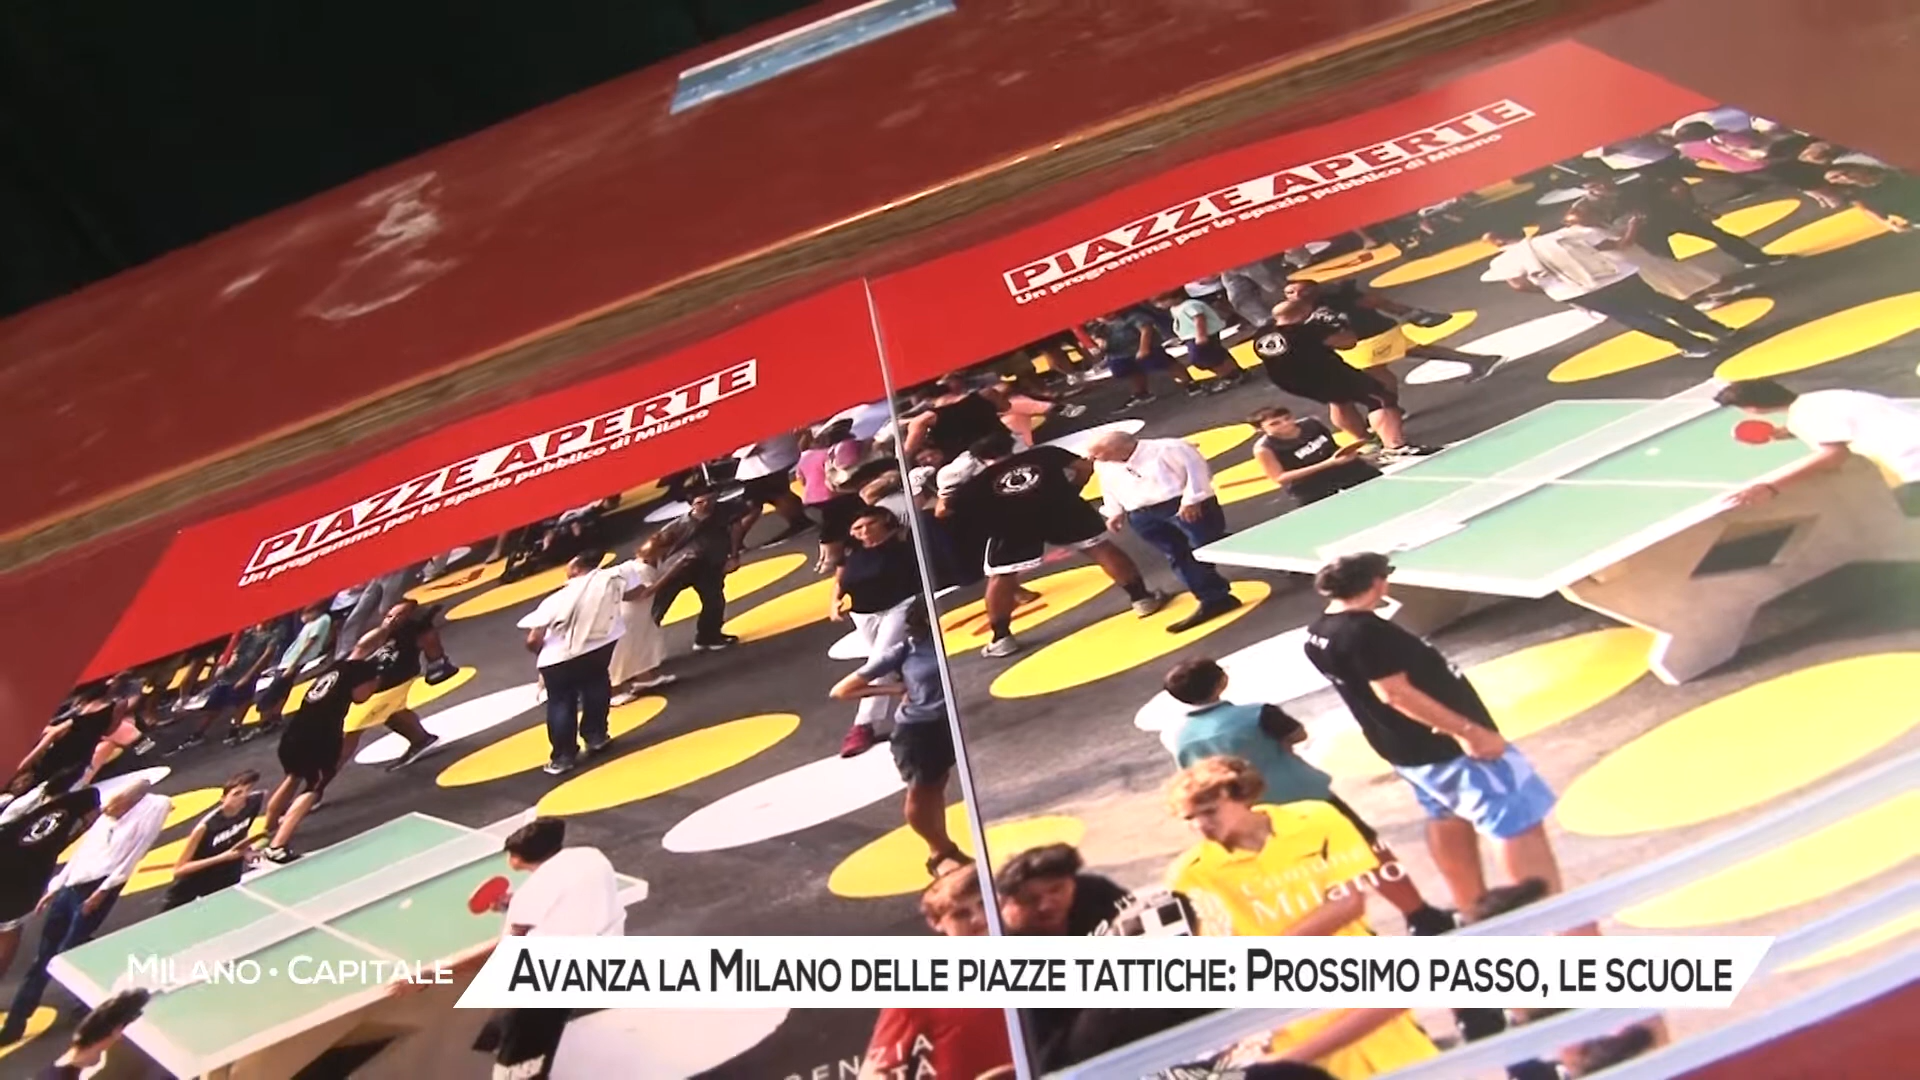 PIAZZE APERTE
Un programma per lo spazio pubblico di Milano
PIAZZE APERTE
Un programma per lo spazio pubblico di Milano
Comune di
Milano
MILANO • CAPITALE
AVANZA LA MILANO DELLE PIAZZE TATTICHE: PROSSIMO PASSO, LE SCUOLE